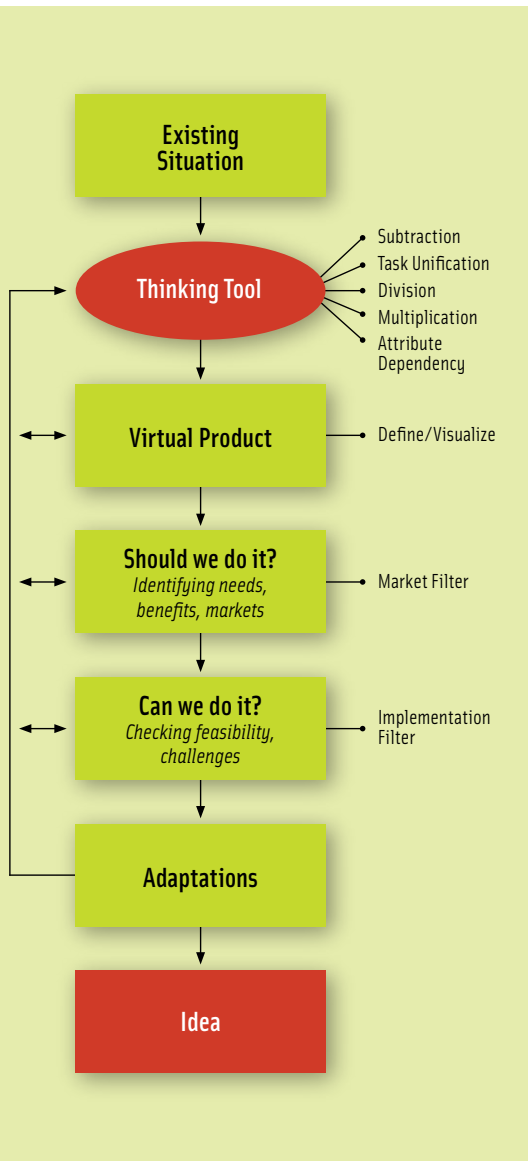 Existing
Situation
Thinking Tool
Subtraction
Task Unification
Division
Multiplication
Attribute
Dependency
Virtual Product
Define/Visualize
Should we do it?
Identifying needs,
benefits, markets
Market Filter
Can we do it?
Checking feasibility,
challenges
Implementation
Filter
Adaptations
Idea